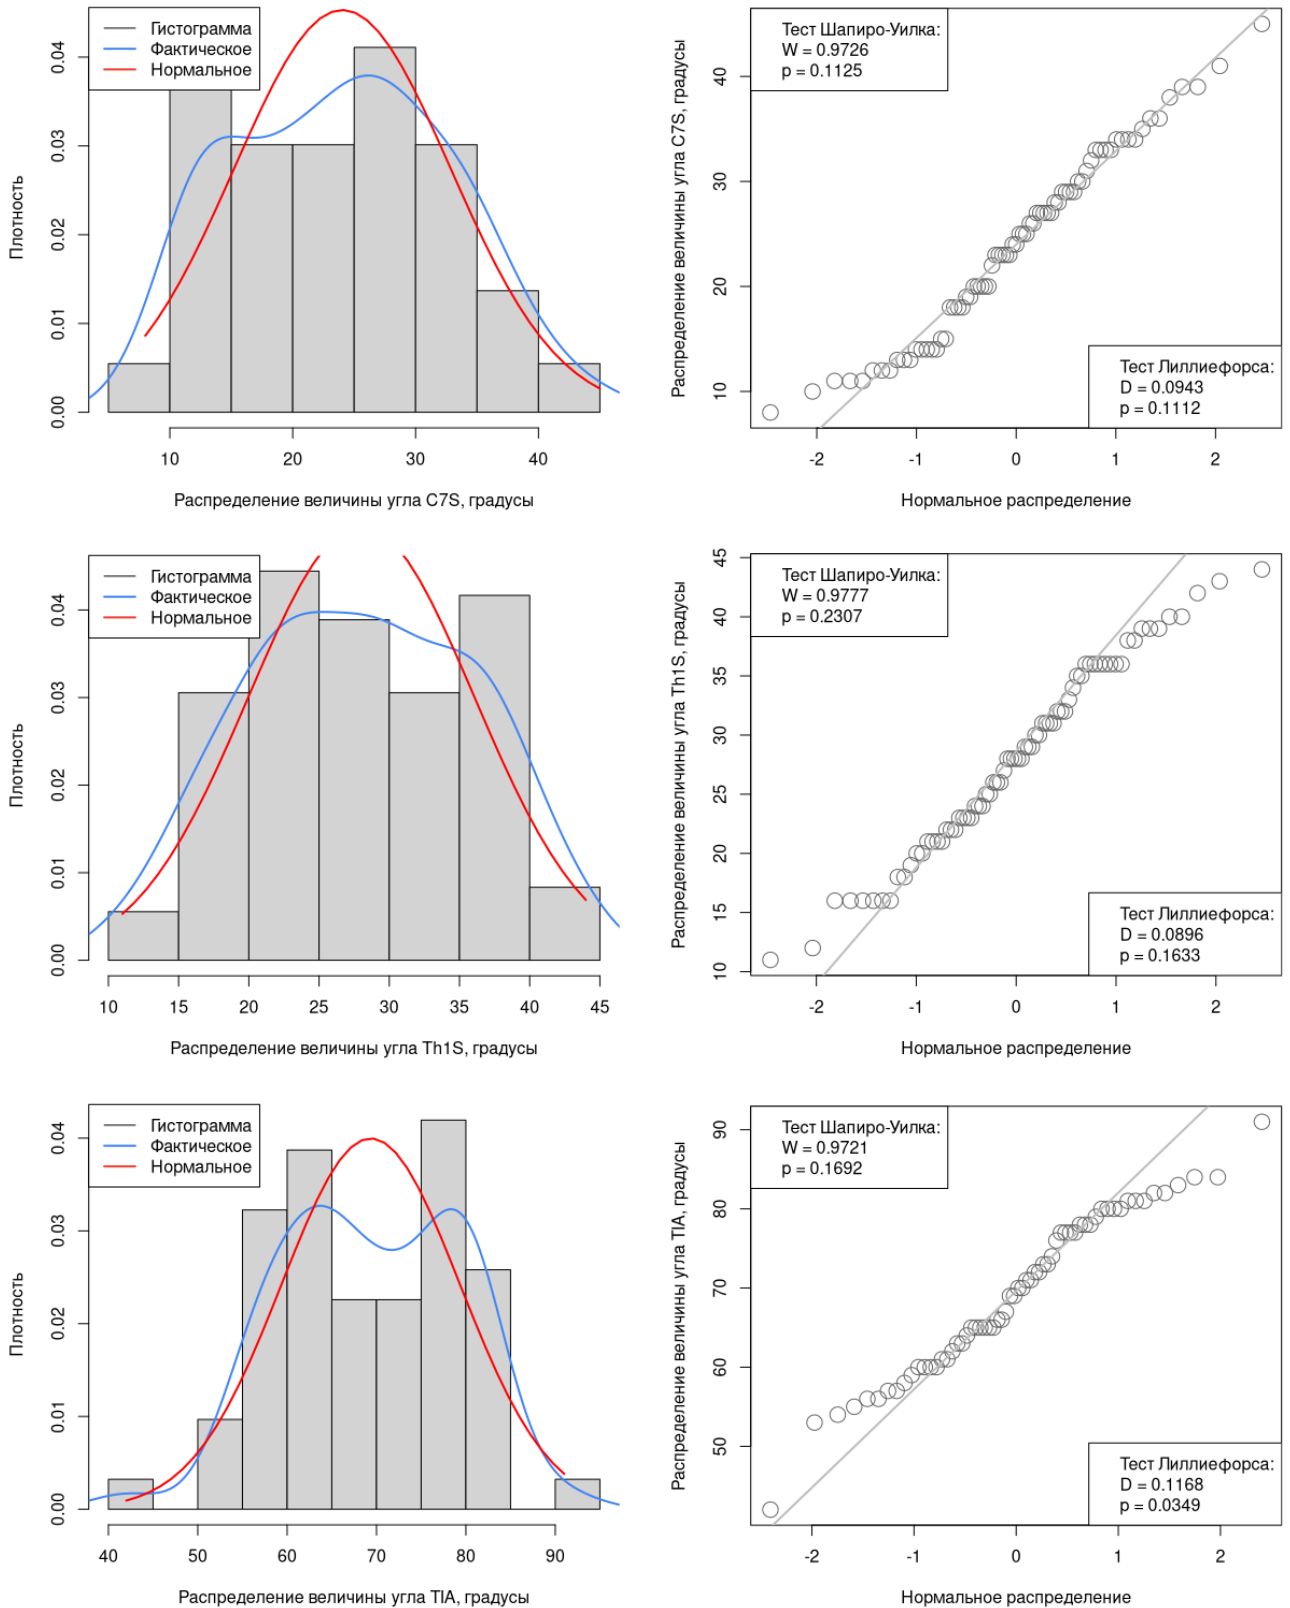 Гистограмма
Фактическое
Нормальное
Плотность
0.00
0.01
0.02
0.03
0.04
10
20
30
40
Распределение величины угла C7S, градусы
Тест Шапиро-Уилка:
W = 0.9726
p = 0.1125
Распределение величины угла C7S, градусы
10
20
30
40
Тест Лиллиефорса:
D = 0.0943
p = 0.1112
-2
-1
0
1
2
Нормальное распределение
Гистограмма
Фактическое
Нормальное
Плотность
0.00
0.01
0.02
0.03
0.04
10
15
20
25
30
35
40
45
Распределение величины угла Th1S, градусы
Тест Шапиро-Уилка:
W = 0.9777
p = 0.2307
Распределение величины угла Th1S, градусы
10
15
20
25
30
35
40
45
Тест Лиллиефорса:
D = 0.0896
p = 0.1633
-2
-1
0
1
2
Нормальное распределение
Гистограмма
Фактическое
Нормальное
Плотность
0.00
0.01
0.02
0.03
0.04
40
50
60
70
80
90
Распределение величины угла TIA, градусы
Тест Шапиро-Уилка:
W = 0.9721
p = 0.1692
Распределение величины угла TIA, градусы
50
60
70
80
90
Тест Лиллиефорса:
D = 0.1168
p = 0.0349
-2
-1
0
1
2
Нормальное распределение